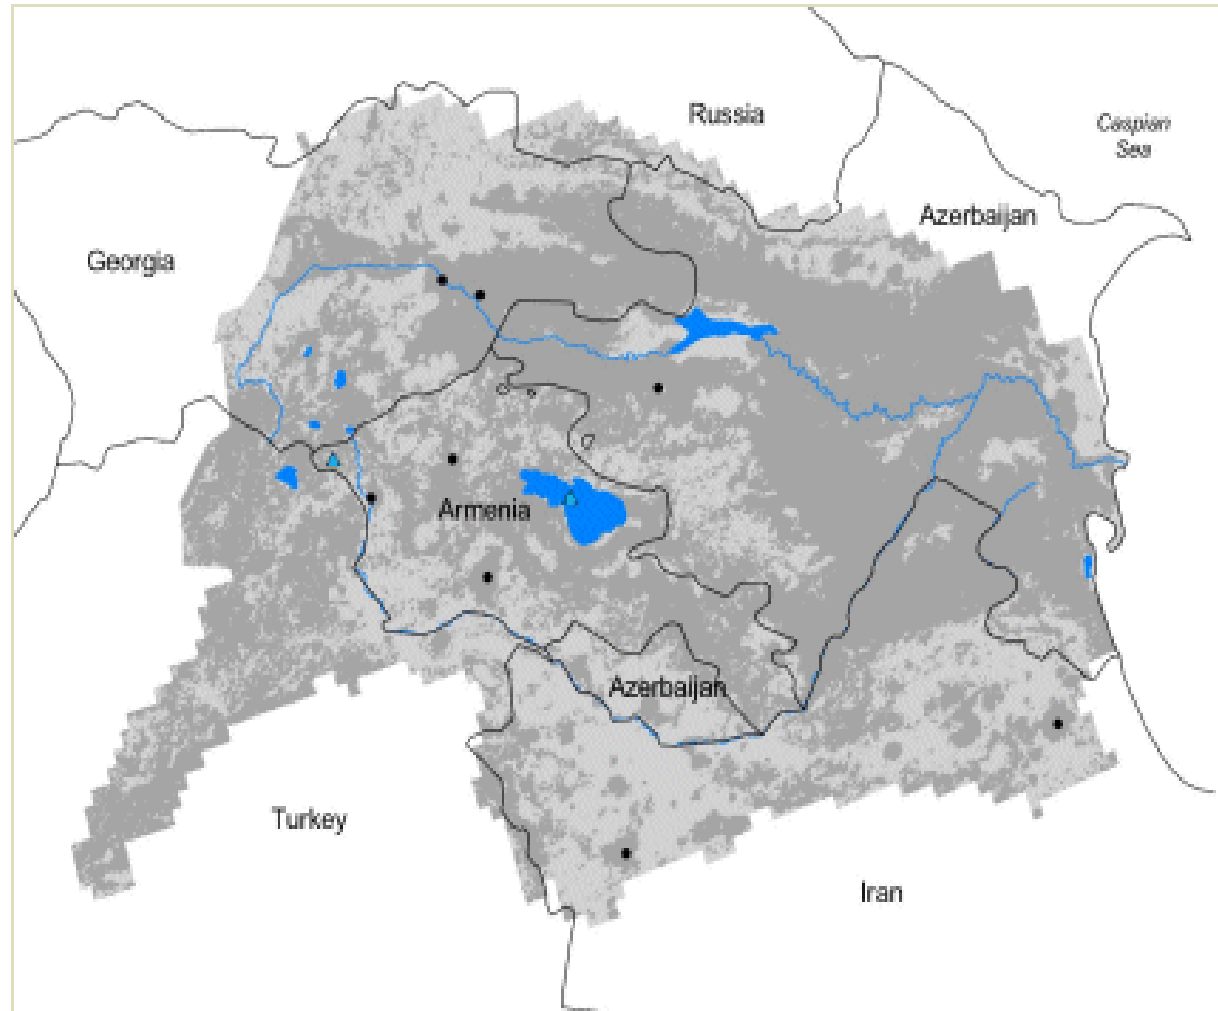 Russia
Caspian
Sea
Azerbaijan
Georgia
Armenia
Azerbaijan
Turkey
Iran